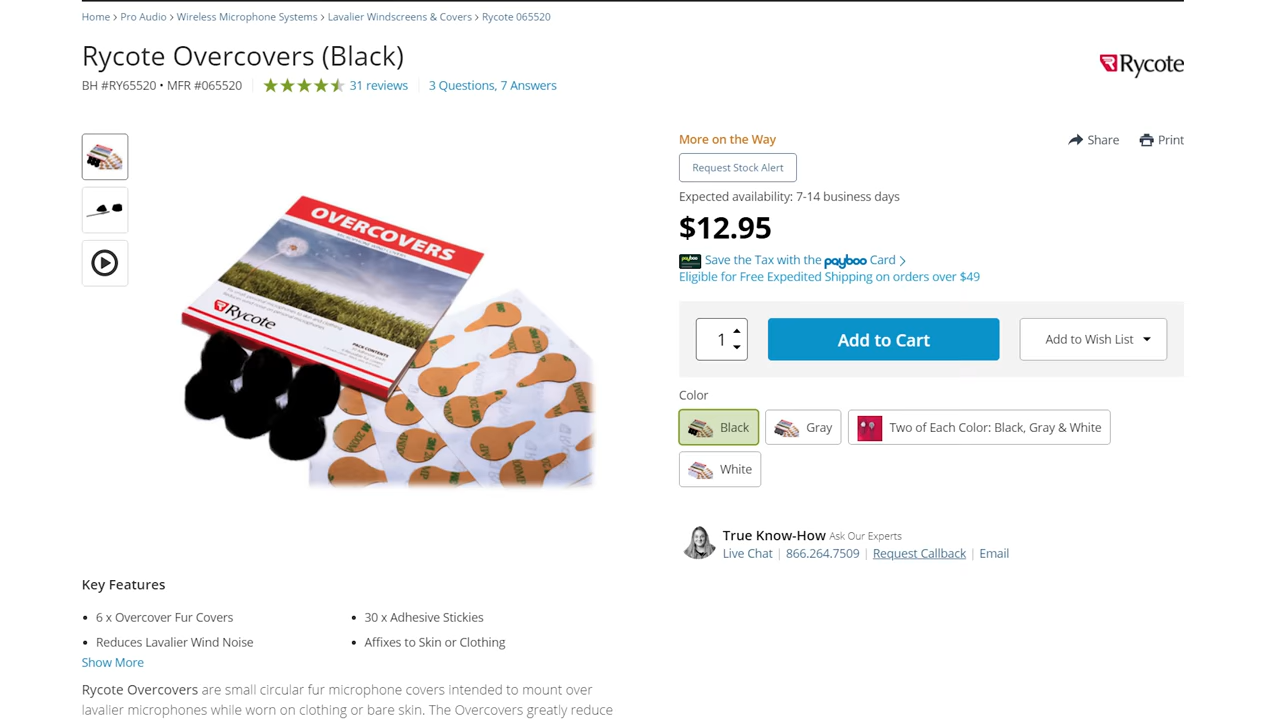 Home > Pro Audio > Wireless Microphone Systems > Lavalier Windscreens & Covers > Rycote 065520
Rycote Overcovers (Black)
Rycote
BH #RY65520 • MFR #065520
31 reviews
3 Questions, 7 Answers
More on the Way
Share
Print
Request Stock Alert
Expected availability: 7-14 business days
$12.95
payboo
Save the Tax with the payboo Card >
Eligible for Free Expedited Shipping on orders over $49
1
Add to Cart
Add to Wish List
Color
Black
Gray
Two of Each Color: Black, Gray & White
White
OVERCOVERS
Rycote
PACK CONTENTS
True Know-How Ask Our Experts
Live Chat | 866.264.7509 | Request Callback | Email
Key Features
• 6 x Overcover Fur Covers
• 30 x Adhesive Stickies
• Reduces Lavalier Wind Noise
• Affixes to Skin or Clothing
Show More
Rycote Overcovers are small circular fur microphone covers intended to mount over
lavalier microphones while worn on clothing or bare skin. The Overcovers greatly reduce